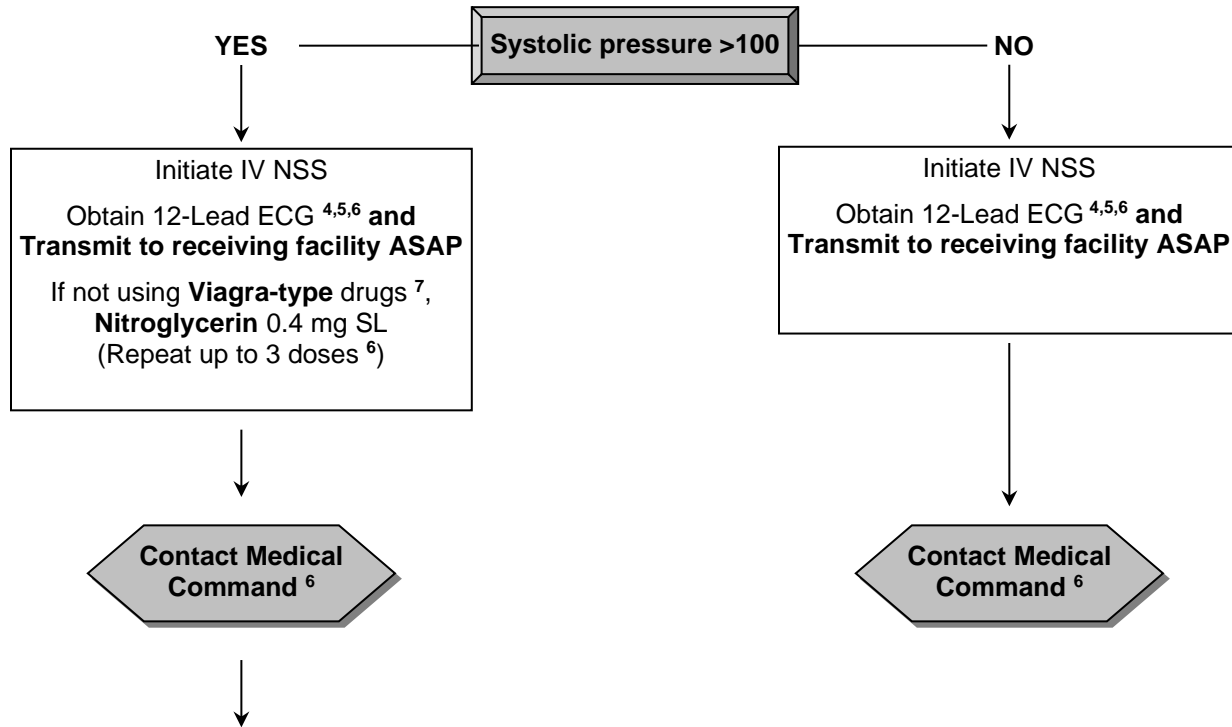 Systolic pressure >100
YES
NO
Initiate IV NSS
Obtain 12-Lead ECG 4,5,6 and
Transmit to receiving facility ASAP
If not using Viagra-type drugs 7,
Nitroglycerin 0.4 mg SL
(Repeat up to 3 doses 6)
Initiate IV NSS
Obtain 12-Lead ECG 4,5,6 and
Transmit to receiving facility ASAP
Contact Medical
Command 6
Contact Medical
Command 6